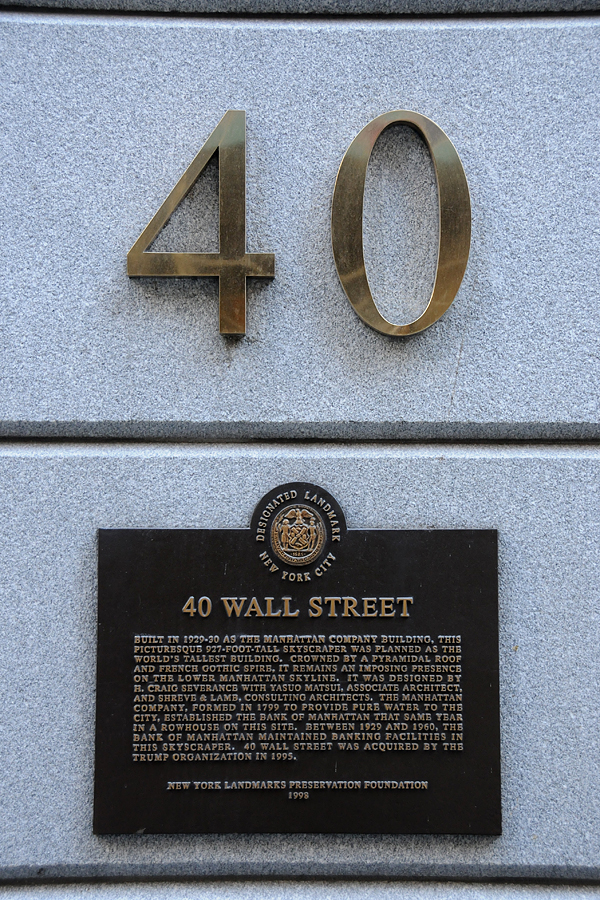 40
DESIGNATED LANDMARK
NEW YORK CITY
40 WALL STREET
BUILT IN 1929-30 AS THE MANHATTAN COMPANY BUILDING, THIS
PICTURESQUE 927-FOOT-TALL SKYSCRAPER WAS PLANNED AS THE
WORLD'S TALLEST BUILDING. CROWNED BY A PYRAMIDAL ROOF
AND FRENCH GOTHIC SPIRE, IT REMAINS AN IMPOSING PRESENCE
ON THE LOWER MANHATTAN SKYLINE. IT WAS DESIGNED BY
H. CRAIG SEVERANCE WITH YASUO MATSUI, ASSOCIATE ARCHITECT,
AND SHREVE & LAMB, CONSULTING ARCHITECTS. THE MANHATTAN
COMPANY, FORMED IN 1799 TO PROVIDE PURE WATER TO THE
CITY, ESTABLISHED THE BANK OF MANHATTAN THAT SAME YEAR
IN A ROWHOUSE ON THIS SITE. BETWEEN 1929 AND 1960, THE
BANK OF MANHATTAN MAINTAINED BANKING FACILITIES IN
THIS SKYSCRAPER. 40 WALL STREET WAS ACQUIRED BY THE
TRUMP ORGANIZATION IN 1995.
NEW YORK LANDMARKS PRESERVATION FOUNDATION
1998